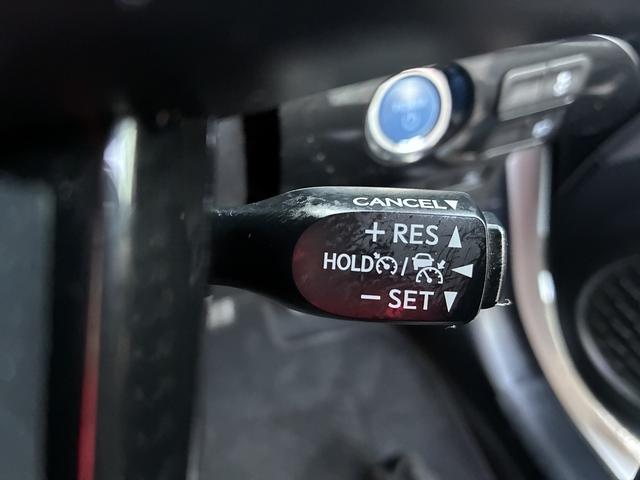 CANCEL▼
+ RES ▲
HOLD / ◀
− SET ▼